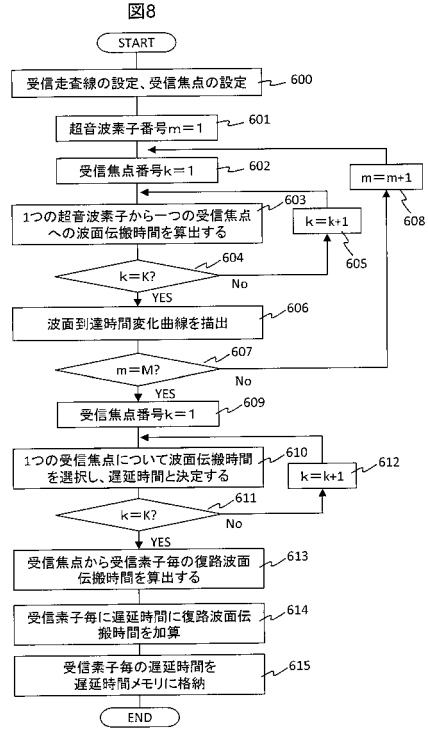 図8
START
受信走査線の設定、受信焦点の設定
600
超音波素子番号m=1
601
受信焦点番号k=1
602
m=m+1
608
1つの超音波素子から一つの受信焦点
への波面伝搬時間を算出する
603
k=k+1
605
k=K?
604
No
YES
波面到達時間変化曲線を描出
606
m=M?
607
No
YES
受信焦点番号k=1
609
1つの受信焦点について波面伝搬時間
を選択し、遅延時間と決定する
610
k=k+1
612
k=K?
611
No
YES
受信焦点から受信素子毎の復路波面
伝搬時間を算出する
613
受信素子毎に遅延時間に復路波面伝
搬時間を加算
614
受信素子毎の遅延時間を
遅延時間メモリに格納
615
END